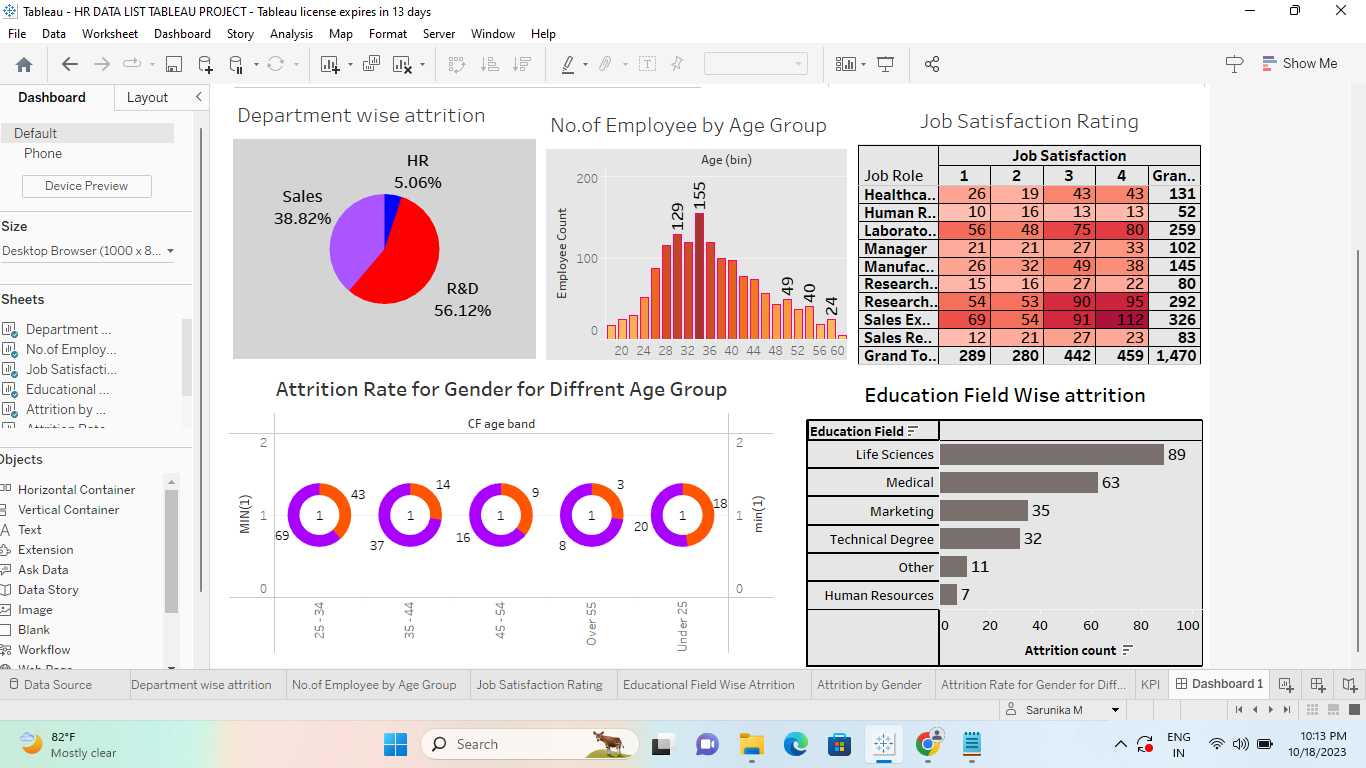 Tableau - HR DATA LIST TABLEAU PROJECT - Tableau license expires in 13 days
File Data Worksheet Dashboard Story Analysis Map Format Server Window Help
Show Me
Dashboard Layout
Default
Phone
Device Preview
Size
Desktop Browser (1000 x 8...
Sheets
Department ...
No.of Employ...
Job Satisfacti...
Educational ...
Attrition by ...
Attrition Rate
Objects
Horizontal Container
Vertical Container
Text
Extension
Ask Data
Data Story
Image
Blank
Workflow
Web Page
Department wise attrition
HR
5.06%
Sales
38.82%
R&D
56.12%
No.of Employee by Age Group
Age (bin)
Employee Count
200
100
0
129
155
49
40
24
20 24 28 32 36 40 44 48 52 56 60
Job Satisfaction Rating
Job Satisfaction
Job Role 1 2 3 4 Gran..
Healthca.. 26 19 43 43 131
Human R.. 10 16 13 13 52
Laborato.. 56 48 75 80 259
Manager 21 21 27 33 102
Manufac.. 26 32 49 38 145
Research.. 15 16 27 22 80
Research.. 54 53 90 95 292
Sales Ex.. 69 54 91 112 326
Sales Re.. 12 21 27 23 83
Grand To.. 289 280 442 459 1,470
Attrition Rate for Gender for Diffrent Age Group
CF age band
MIN(1)
2
1
0
43
1
69
14
1
37
9
1
16
3
1
8
18
1
20
2
1
0
min(1)
25 - 34
35 - 44
45 - 54
Over 55
Under 25
Education Field Wise attrition
Education Field
Life Sciences 89
Medical 63
Marketing 35
Technical Degree 32
Other 11
Human Resources 7
0 20 40 60 80 100
Attrition count
Data Source Department wise attrition No.of Employee by Age Group Job Satisfaction Rating Educational Field Wise Atrrition Attrition by Gender Attrition Rate for Gender for Diff... KPI Dashboard 1
Sarunika M
82°F
Mostly clear
Search
ENG
IN
10:13 PM
10/18/2023